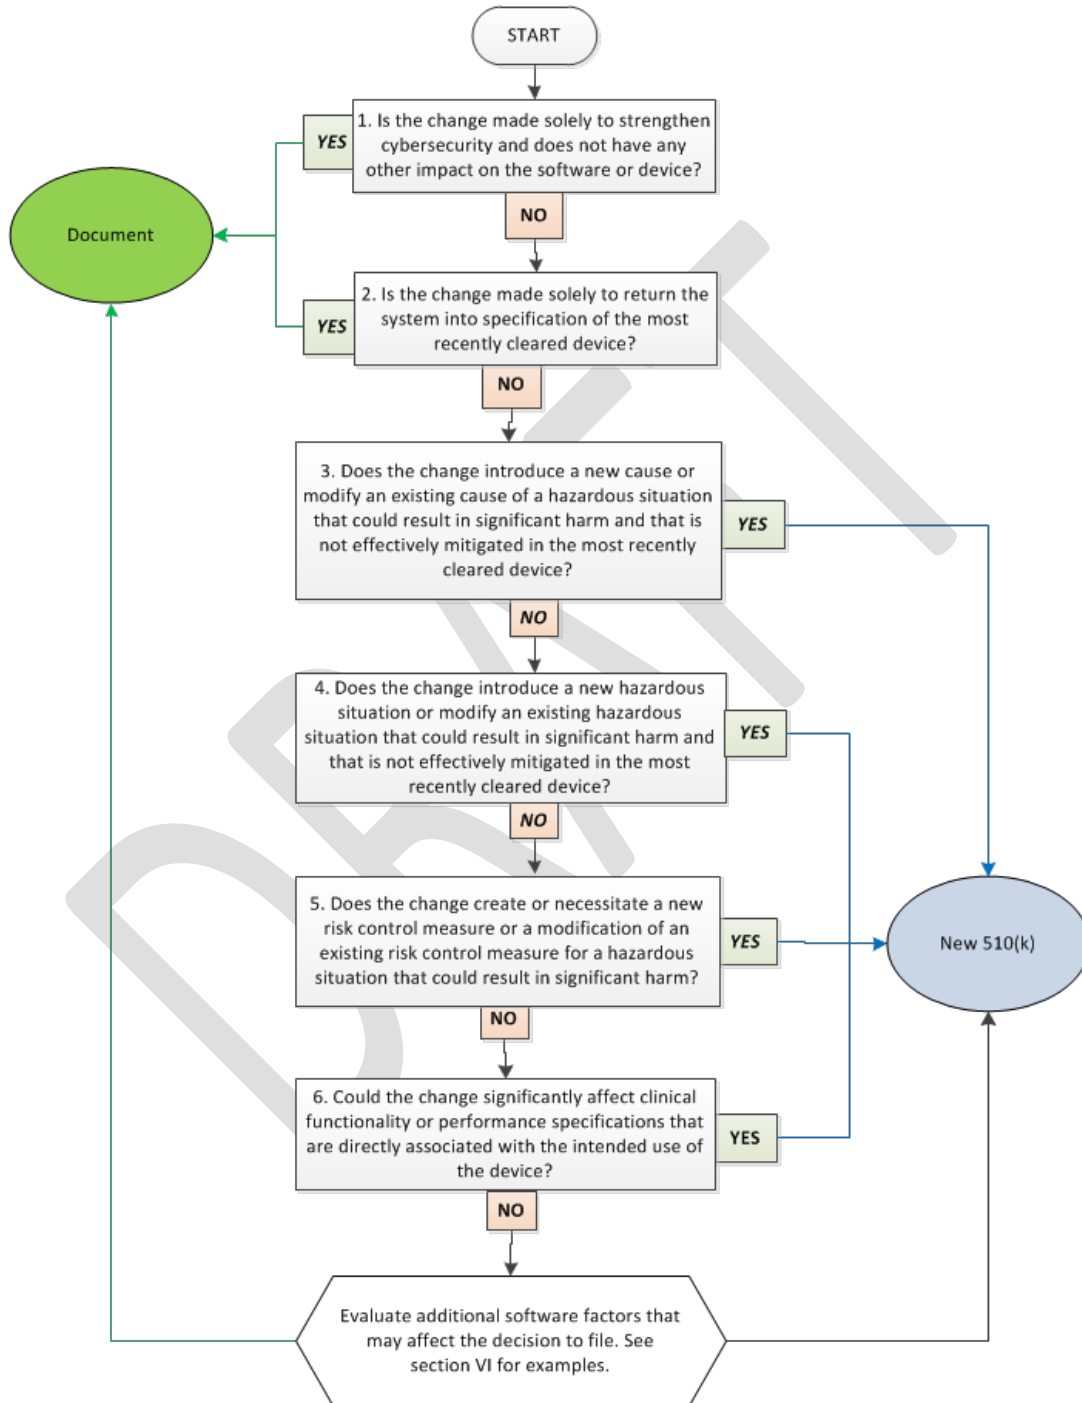 START
1. Is the change made solely to strengthen
cybersecurity and does not have any
other impact on the software or device?
YES
NO
Document
2. Is the change made solely to return the
system into specification of the most
recently cleared device?
YES
NO
3. Does the change introduce a new cause or
modify an existing cause of a hazardous situation
that could result in significant harm and that is
not effectively mitigated in the most recently
cleared device?
YES
NO
4. Does the change introduce a new hazardous
situation or modify an existing hazardous
situation that could result in significant harm and
that is not effectively mitigated in the most
recently cleared device?
YES
NO
5. Does the change create or necessitate a new
risk control measure or a modification of an
existing risk control measure for a hazardous
situation that could result in significant harm?
YES
NO
New 510(k)
6. Could the change significantly affect clinical
functionality or performance specifications that
are directly associated with the intended use of
the device?
YES
NO
Evaluate additional software factors that
may affect the decision to file. See
section VI for examples.
DRAFT